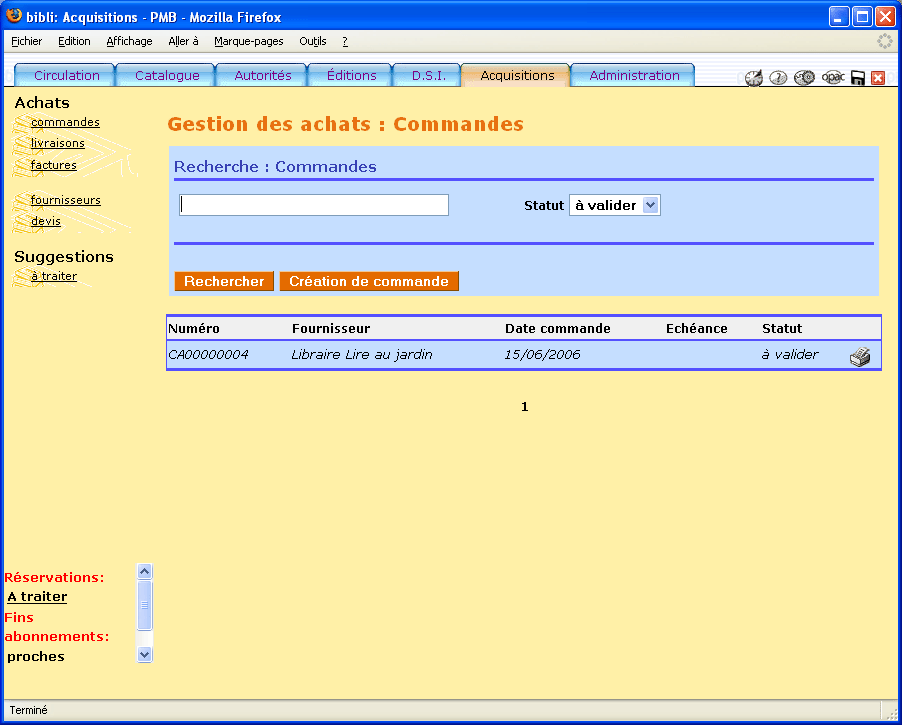 bibli: Acquisitions - PMB - Mozilla Firefox
Fichier Edition Affichage Aller à Marque-pages Outils ?
Circulation Catalogue Autorités Éditions D.S.I. Acquisitions Administration opac
Achats
commandes
livraisons
factures
fournisseurs
devis
Suggestions
à traiter
Gestion des achats : Commandes
Recherche : Commandes
Statut à valider
Rechercher Création de commande
Numéro Fournisseur Date commande Echéance Statut
CA00000004 Libraire Lire au jardin 15/06/2006 à valider
1
Réservations:
A traiter
Fins
abonnements:
proches
Terminé